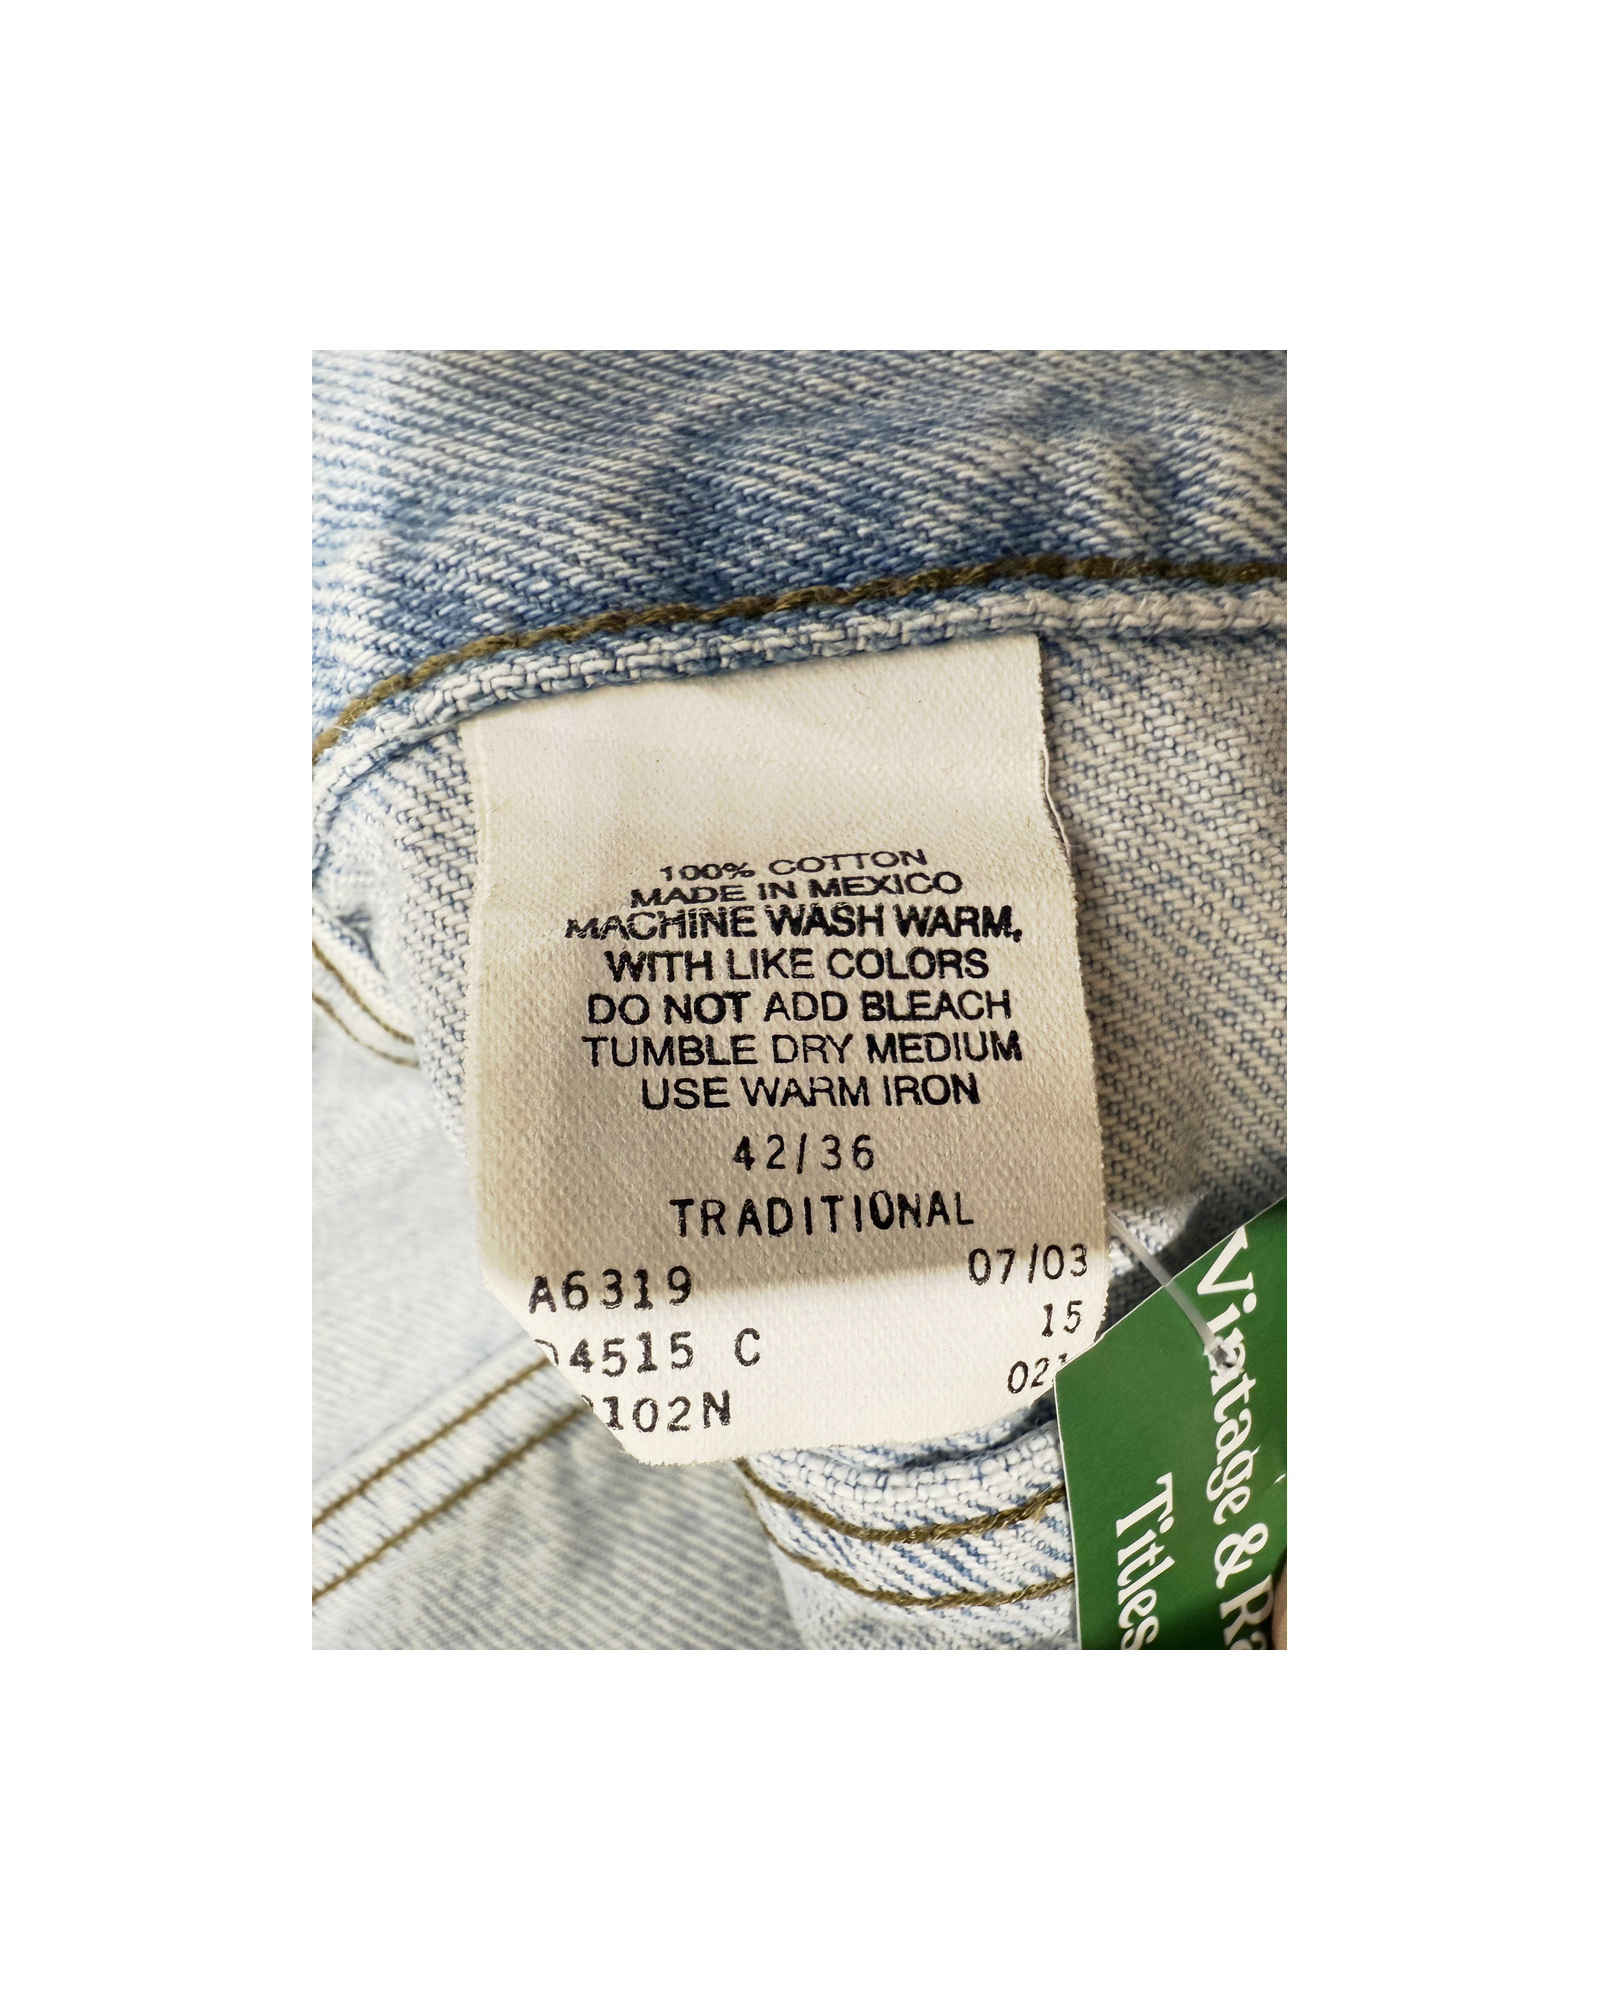 100% COTTON
MADE IN MEXICO
MACHINE WASH WARM,
WITH LIKE COLORS
DO NOT ADD BLEACH
TUMBLE DRY MEDIUM
USE WARM IRON
42/36
TRADITIONAL
A6319 07/03
4515 C 15
102N 02
Vintage &
Titles